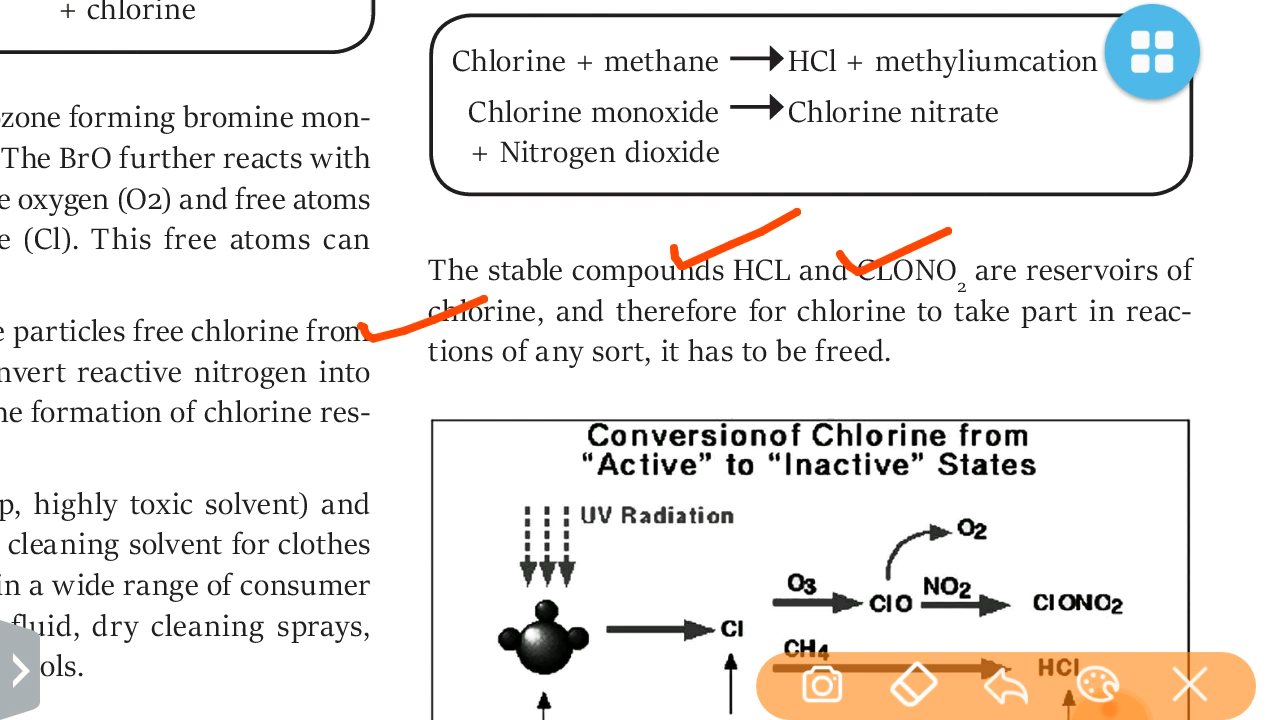 + chlorine
ozone forming bromine mon-
The BrO further reacts with
e oxygen (O2) and free atoms
e (Cl). This free atoms can
e particles free chlorine from
nvert reactive nitrogen into
he formation of chlorine res-
p, highly toxic solvent) and
cleaning solvent for clothes
in a wide range of consumer
fluid, dry cleaning sprays,
ols.
Chlorine + methane → HCl + methyliumcation
Chlorine monoxide → Chlorine nitrate
+ Nitrogen dioxide
The stable compounds HCL and CLONO₂ are reservoirs of
chlorine, and therefore for chlorine to take part in reac-
tions of any sort, it has to be freed.
Conversionof Chlorine from
“Active” to “Inactive” States
UV Radiation
O2
O3
ClO
NO2
ClONO2
Cl
CH4
HCl